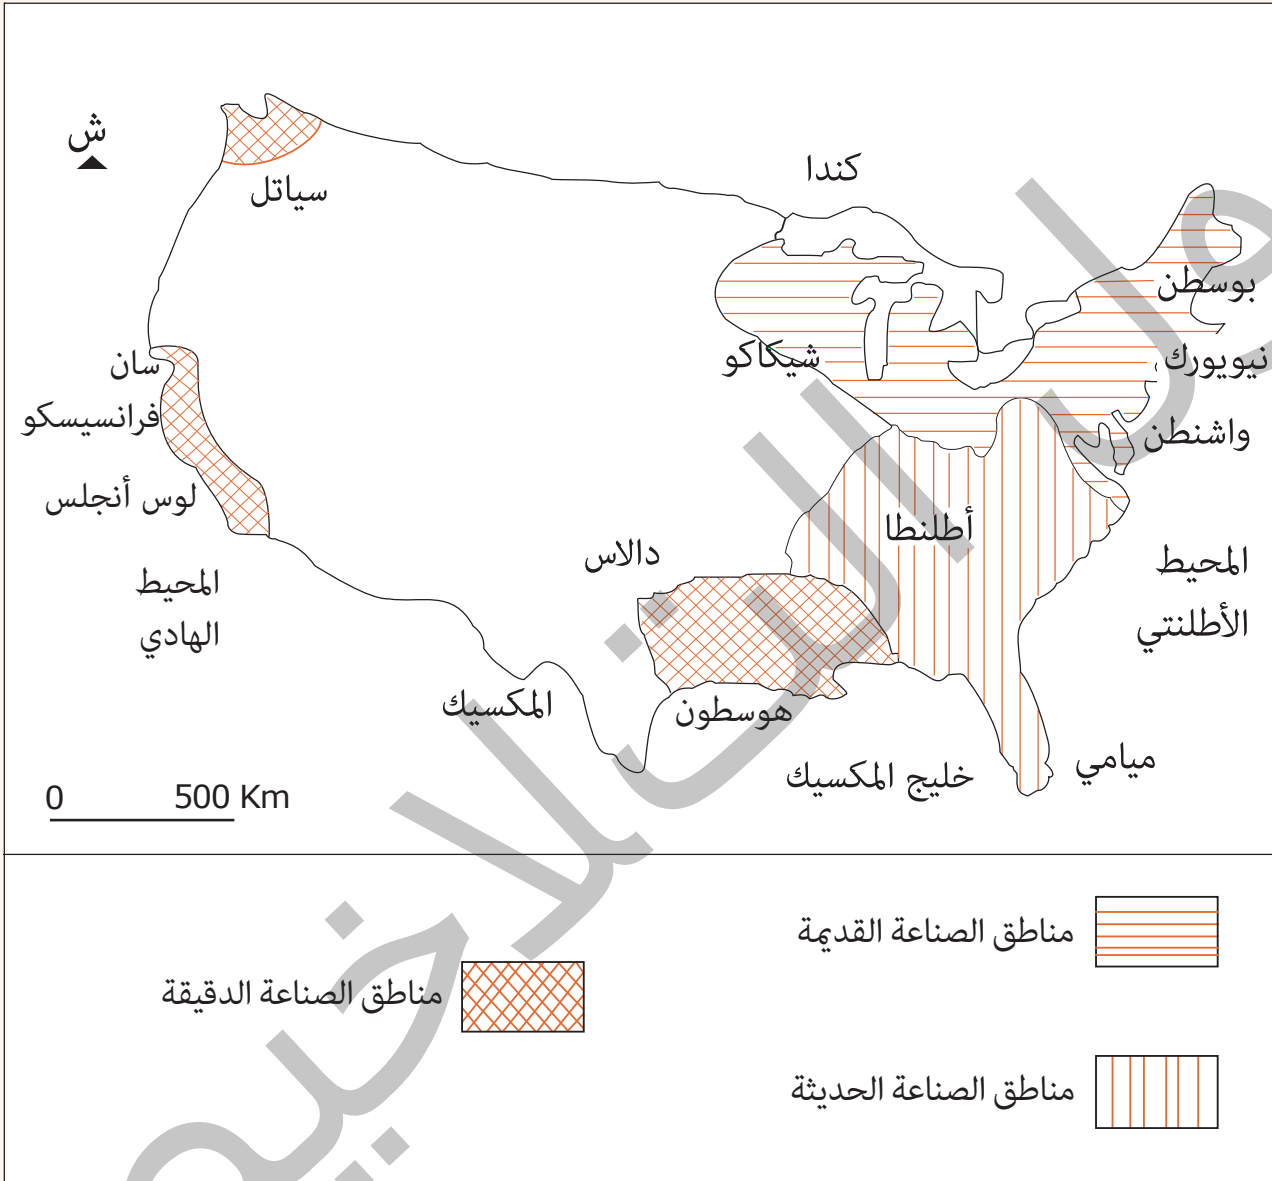 ش
كندا
سياتل
بوسطن
سان
فرانسيسكو
شيكاكو
نيويورك
واشنطن
لوس أنجلس
أطلنطا
دالاس
المحيط
الأطلنتي
المحيط
الهادي
المكسيك
هوسطون
ميامي
خليج المكسيك
0 500 Km
مناطق الصناعة القديمة
مناطق الصناعة الدقيقة
مناطق الصناعة الحديثة